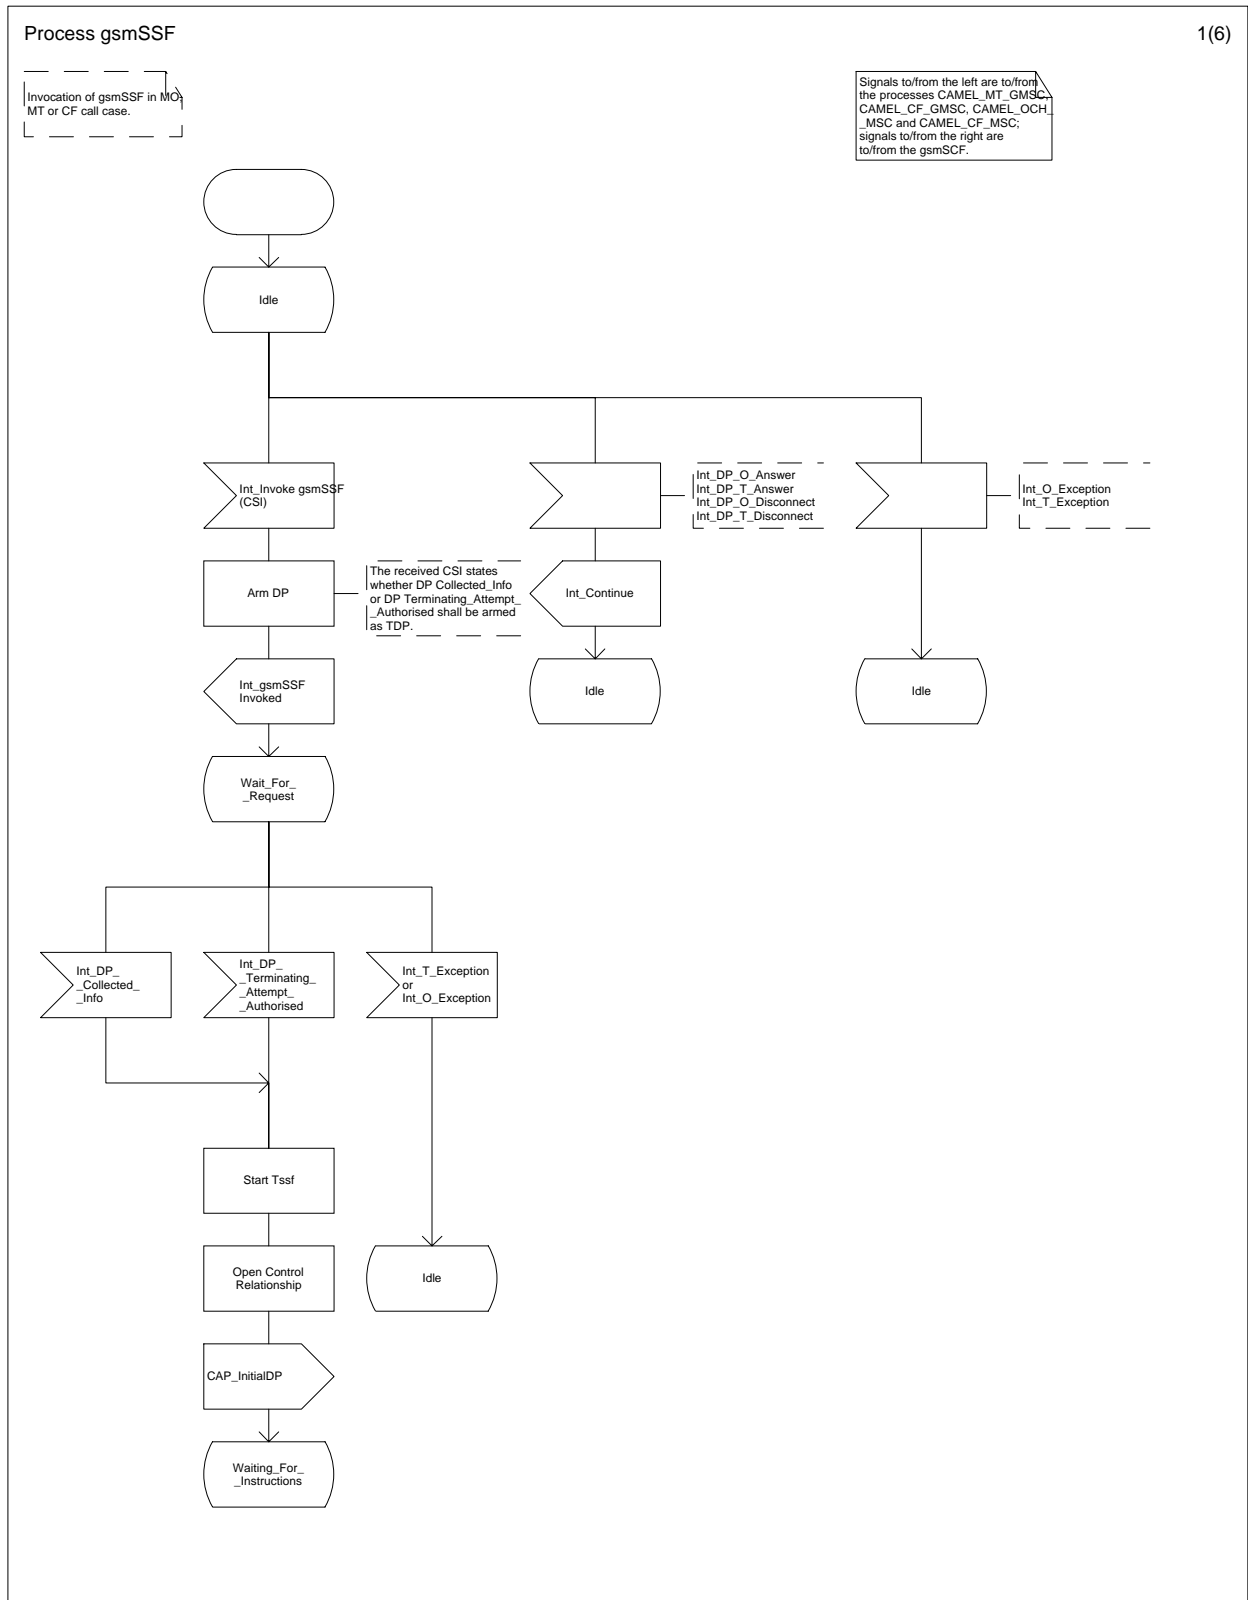 Process gsmSSF
1(6)
Invocation of gsmSSF in MO,
MT or CF call case.
Signals to/from the left are to/from
the processes CAMEL_MT_GMSC,
CAMEL_CF_GMSC, CAMEL_OCH_
_MSC and CAMEL_CF_MSC;
signals to/from the right are
to/from the gsmSCF.
Idle
Int_Invoke gsmSSF
(CSI)
Int_DP_O_Answer
Int_DP_T_Answer
Int_DP_O_Disconnect
Int_DP_T_Disconnect
Int_O_Exception
Int_T_Exception
Arm DP
The received CSI states
whether DP Collected_Info
or DP Terminating_Attempt_
_Authorised shall be armed
as TDP.
Int_Continue
Int_gsmSSF
Invoked
Idle
Idle
Wait_For_
_Request
Int_DP_
_Collected_
_Info
Int_DP_
_Terminating_
_Attempt_
_Authorised
Int_T_Exception
or
Int_O_Exception
Start Tssf
Open Control
Relationship
Idle
CAP_InitialDP
Waiting_For_
_Instructions